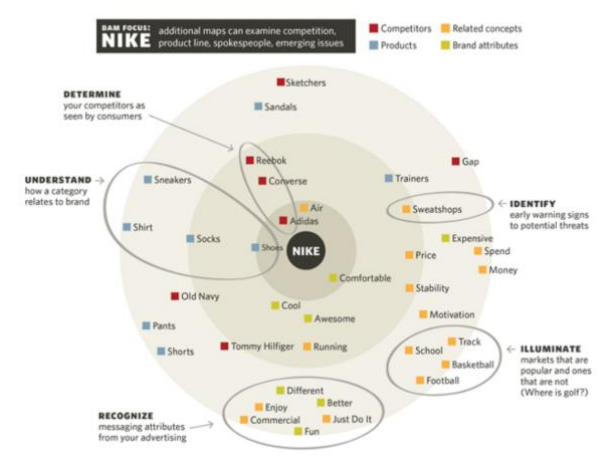 BAM FOCUS:
NIKE
additional maps can examine competition,
product line, spokespeople, emerging issues
Competitors
Related concepts
Products
Brand attributes
Sketchers
Sandals
DETERMINE
your competitors as
seen by consumers
Reebok
Gap
UNDERSTAND
how a category
relates to brand
Sneakers
Converse
Trainers
Air
Sweatshops
IDENTIFY
early warning signs
to potential threats
Adidas
Shirt
Socks
Shoes
NIKE
Expensive
Price
Spend
Money
Comfortable
Stability
Old Navy
Cool
Awesome
Motivation
Pants
Shorts
Tommy Hilfiger
Running
Track
School
Basketball
Football
ILLUMINATE
markets that are
popular and ones
that are not
(Where is golf?)
Different
Better
Enjoy
Commercial
Just Do It
Fun
RECOGNIZE
messaging attributes
from your advertising